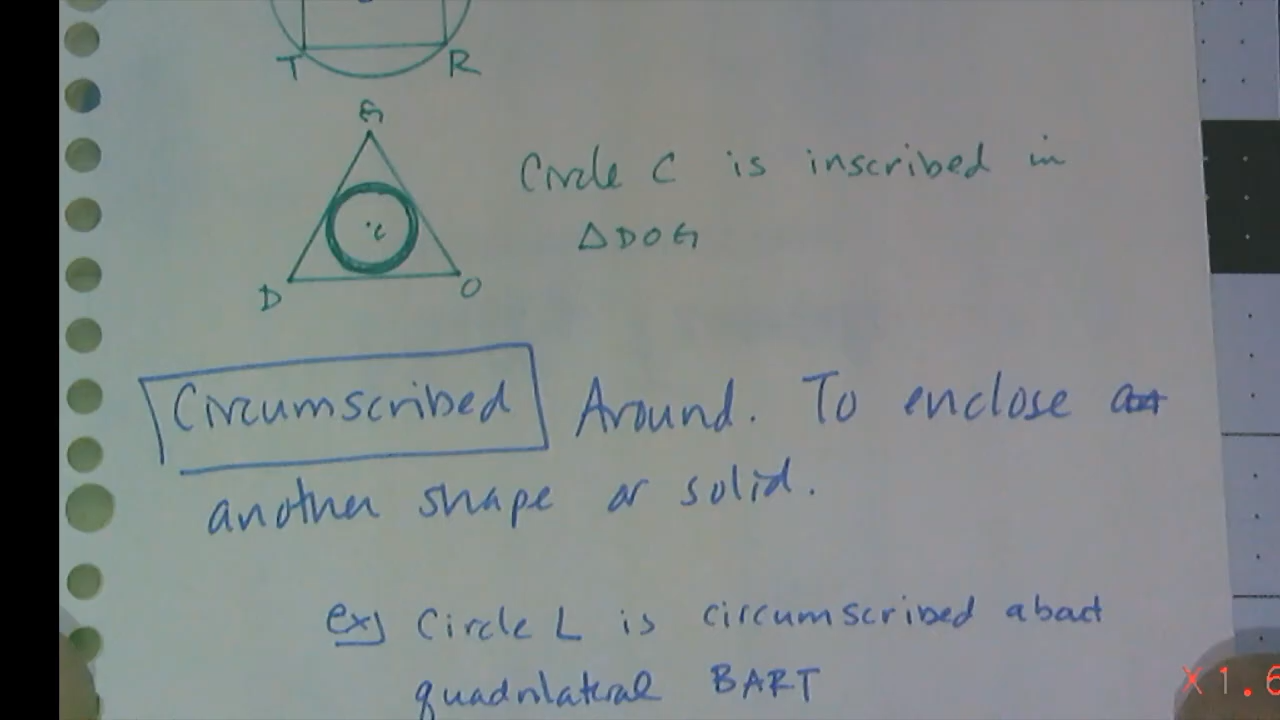 T R
G
Circle C is inscribed in
C
△DOG
D O
Circumscribed Around. To enclose
another shape or solid.
ex) Circle L is circumscribed about
quadrilateral BART
X1.6